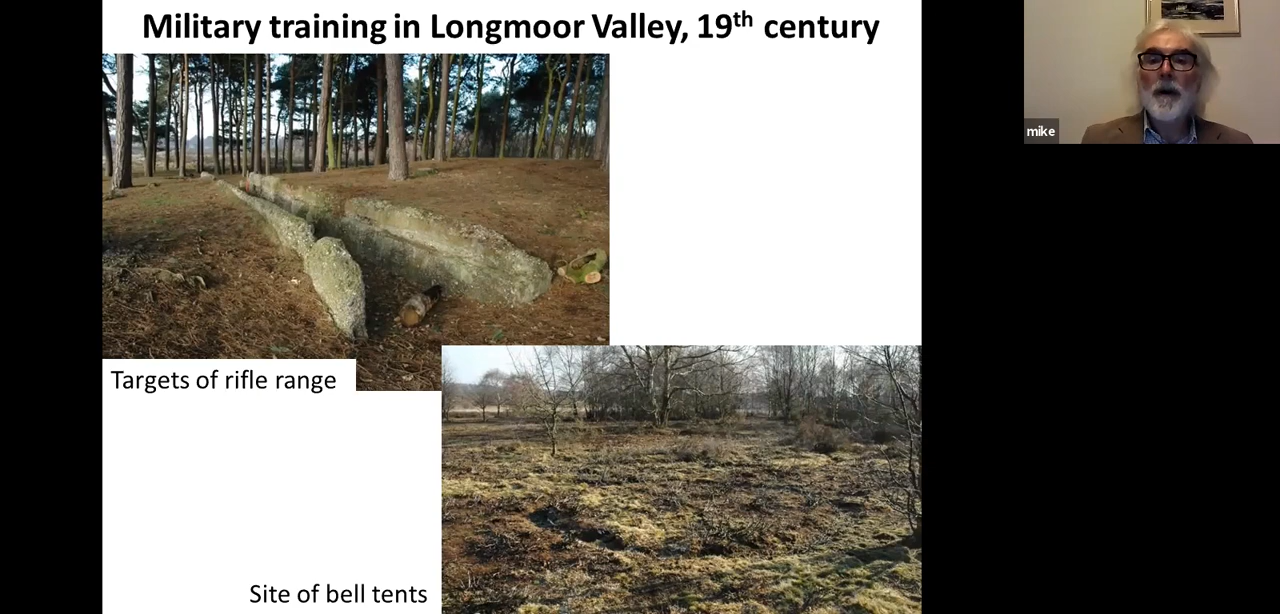 Military training in Longmoor Valley, 19th century
mike
Targets of rifle range
Site of bell tents